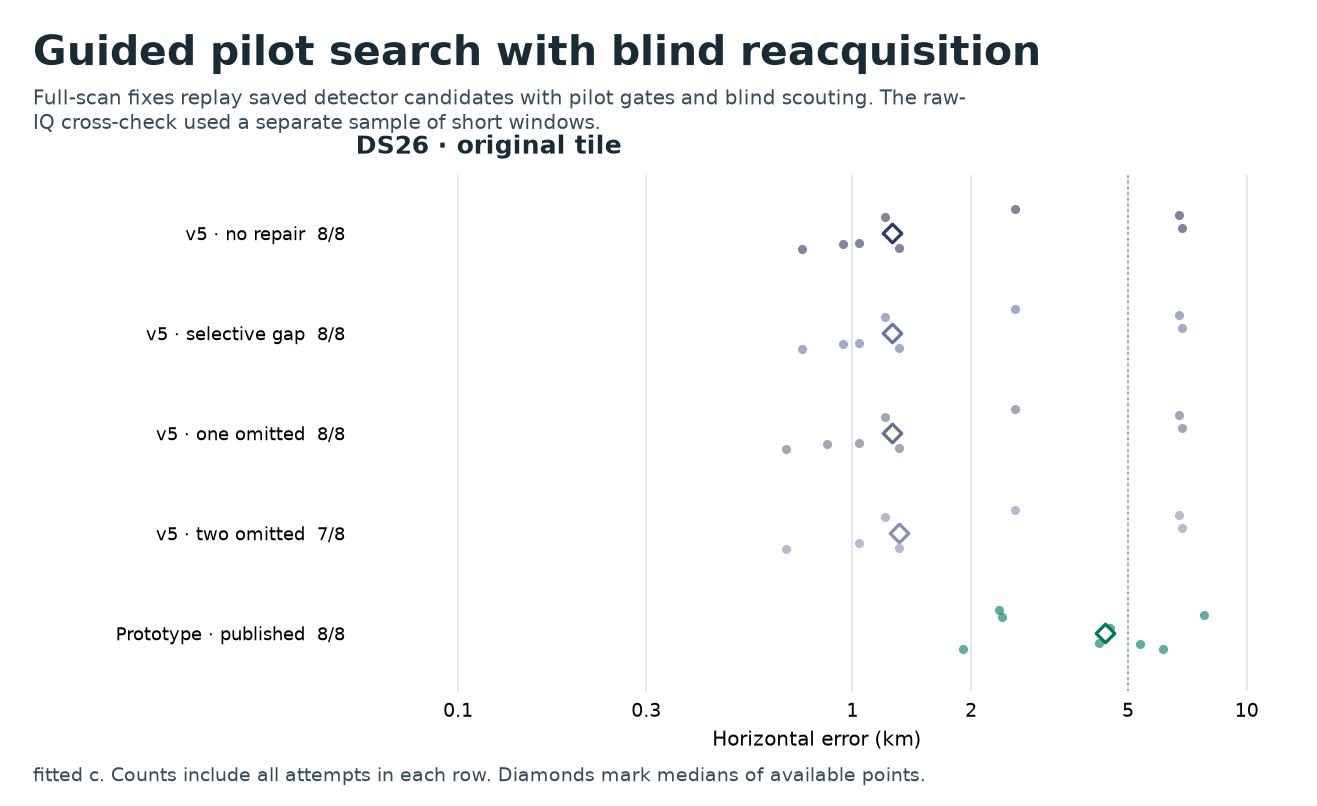 Guided pilot search with blind reacquisition
Full-scan fixes replay saved detector candidates with pilot gates and blind scouting. The raw-
IQ cross-check used a separate sample of short windows.
DS26 · original tile
v5 · no repair 8/8
v5 · selective gap 8/8
v5 · one omitted 8/8
v5 · two omitted 7/8
Prototype · published 8/8
0.1 0.3 1 2 5 10
Horizontal error (km)
fitted c. Counts include all attempts in each row. Diamonds mark medians of available points.